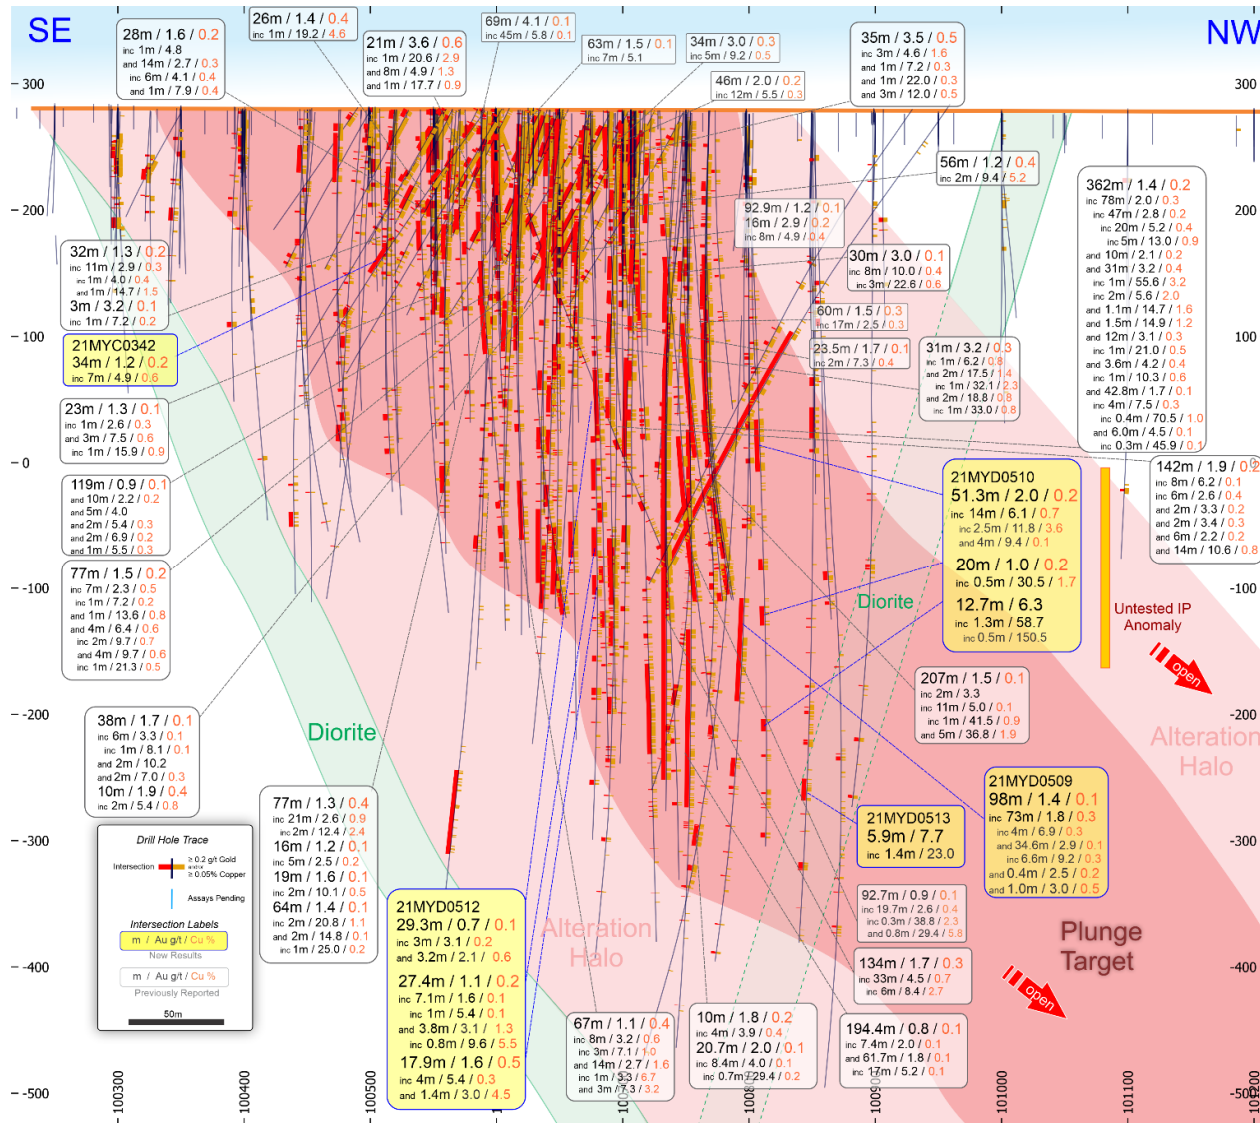 SE
NW
28m / 1.6 / 0.2
inc 1m / 4.8
and 14m / 2.7 / 0.3
inc 6m / 4.1 / 0.4
and 1m / 7.9 / 0.4
26m / 1.4 / 0.4
inc 1m / 19.2 / 4.6
21m / 3.6 / 0.6
inc 1m / 20.6 / 2.9
and 8m / 4.9 / 1.3
and 1m / 17.7 / 0.9
69m / 4.1 / 0.1
inc 45m / 5.8 / 0.1
63m / 1.5 / 0.1
inc 7m / 5.1
34m / 3.0 / 0.3
inc 5m / 9.2 / 0.5
46m / 2.0 / 0.2
inc 12m / 5.5 / 0.3
35m / 3.5 / 0.5
inc 3m / 4.6 / 1.6
and 1m / 7.2 / 0.3
and 1m / 22.0 / 0.3
and 3m / 12.0 / 0.5
300
200
100
0
-100
-200
-300
-400
-500
300
200
100
-100
-200
-300
-400
-500
56m / 1.2 / 0.4
inc 2m / 9.4 / 5.2
362m / 1.4 / 0.2
inc 78m / 2.0 / 0.3
inc 47m / 2.8 / 0.2
inc 20m / 5.2 / 0.4
inc 5m / 13.0 / 0.9
and 10m / 2.1 / 0.2
and 31m / 3.2 / 0.4
inc 1m / 55.6 / 3.2
inc 2m / 5.6 / 2.0
and 1.1m / 14.7 / 1.6
and 1.5m / 14.9 / 1.2
and 12m / 3.1 / 0.3
inc 1m / 21.0 / 0.5
and 3.6m / 4.2 / 0.4
inc 1m / 10.3 / 0.6
and 42.8m / 1.7 / 0.1
inc 4m / 7.5 / 0.3
inc 0.4m / 70.5 / 1.0
and 6.0m / 4.5 / 0.1
inc 0.3m / 45.9 / 0.1
92.9m / 1.2 / 0.1
16m / 2.9 / 0.2
inc 8m / 4.9 / 0.4
30m / 3.0 / 0.1
inc 8m / 10.0 / 0.4
inc 3m / 22.6 / 0.6
60m / 1.5 / 0.3
inc 17m / 2.5 / 0.3
23.5m / 1.7 / 0.1
inc 2m / 7.3 / 0.4
31m / 3.2 / 0.3
inc 1m / 6.2 / 0.8
and 2m / 17.5 / 1.4
inc 1m / 32.1 / 2.3
and 2m / 18.8 / 0.8
inc 1m / 33.0 / 0.8
32m / 1.3 / 0.2
inc 11m / 2.9 / 0.3
inc 1m / 4.0 / 0.4
and 1m / 14.7 / 1.5
3m / 3.2 / 0.1
inc 1m / 7.2 / 0.2
21MYC0342
34m / 1.2 / 0.2
inc 7m / 4.9 / 0.6
23m / 1.3 / 0.1
inc 1m / 2.6 / 0.3
and 3m / 7.5 / 0.6
inc 1m / 15.9 / 0.9
119m / 0.9 / 0.1
and 10m / 2.2 / 0.2
and 5m / 4.0
and 2m / 5.4 / 0.3
and 2m / 6.9 / 0.2
and 1m / 5.5 / 0.3
77m / 1.5 / 0.2
inc 7m / 2.3 / 0.5
inc 1m / 7.2 / 0.2
and 1m / 13.6 / 0.8
and 4m / 6.4 / 0.6
inc 2m / 9.7 / 0.7
and 4m / 9.7 / 0.6
inc 1m / 21.3 / 0.5
142m / 1.9 / 0.2
inc 8m / 6.2 / 0.1
inc 6m / 2.6 / 0.4
and 2m / 3.3 / 0.2
and 2m / 3.4 / 0.3
and 6m / 2.2 / 0.2
and 14m / 10.6 / 0.8
21MYD0510
51.3m / 2.0 / 0.2
inc 14m / 6.1 / 0.7
inc 2.5m / 11.8 / 3.6
and 4m / 9.4 / 0.1
20m / 1.0 / 0.2
inc 0.5m / 30.5 / 1.7
12.7m / 6.3
inc 1.3m / 58.7
inc 0.5m / 150.5
Diorite
Untested IP
Anomaly
open
207m / 1.5 / 0.1
inc 2m / 3.3
inc 11m / 5.0 / 0.1
inc 1m / 41.5 / 0.9
and 5m / 36.8 / 1.9
Alteration
Halo
38m / 1.7 / 0.1
inc 6m / 3.3 / 0.1
inc 1m / 8.1 / 0.1
and 2m / 10.2
and 2m / 7.0 / 0.3
10m / 1.9 / 0.4
inc 2m / 5.4 / 0.8
Diorite
77m / 1.3 / 0.4
inc 21m / 2.6 / 0.9
inc 2m / 12.4 / 2.4
16m / 1.2 / 0.1
inc 5m / 2.5 / 0.2
19m / 1.6 / 0.1
inc 2m / 10.1 / 0.5
64m / 1.4 / 0.1
inc 2m / 20.8 / 1.1
and 2m / 14.8 / 0.1
inc 1m / 25.0 / 0.2
21MYD0509
98m / 1.4 / 0.1
inc 73m / 1.8 / 0.3
inc 4m / 6.9 / 0.3
and 34.6m / 2.9 / 0.1
inc 6.6m / 9.2 / 0.3
and 0.4m / 2.5 / 0.2
and 1.0m / 3.0 / 0.5
21MYD0513
5.9m / 7.7
inc 1.4m / 23.0
Drill Hole Trace
Intersection
≥ 0.2 g/t Gold
and/or
≥ 0.05% Copper
Assays Pending
Intersection Labels
m / Au g/t / Cu %
New Results
m / Au g/t / Cu %
Previously Reported
50m
21MYD0512
29.3m / 0.7 / 0.1
inc 3m / 3.1 / 0.2
and 3.2m / 2.1 / 0.6
27.4m / 1.1 / 0.2
inc 7.1m / 1.6 / 0.1
inc 1m / 5.4 / 0.1
and 3.8m / 3.1 / 1.3
inc 0.8m / 9.6 / 5.5
17.9m / 1.6 / 0.5
inc 4m / 5.4 / 0.3
and 1.4m / 3.0 / 4.5
Alteration
Halo
92.7m / 0.9 / 0.1
inc 19.7m / 2.6 / 0.4
inc 0.3m / 38.8 / 2.3
and 0.8m / 29.4 / 5.8
Plunge
Target
open
134m / 1.7 / 0.3
inc 33m / 4.5 / 0.7
inc 6m / 8.4 / 2.7
67m / 1.1 / 0.4
inc 8m / 3.2 / 0.6
inc 3m / 7.1 / 1.0
and 14m / 2.7 / 1.6
inc 1m / 3.3 / 6.7
and 3m / 7.3 / 3.2
10m / 1.8 / 0.2
inc 4m / 3.9 / 0.4
20.7m / 2.0 / 0.1
inc 8.4m / 4.0 / 0.1
inc 0.7m / 29.4 / 0.2
194.4m / 0.8 / 0.1
inc 7.4m / 2.0 / 0.1
and 61.7m / 1.8 / 0.1
inc 17m / 5.2 / 0.1
100300
100400
100500
100700
100800
100900
101000
101100
101200